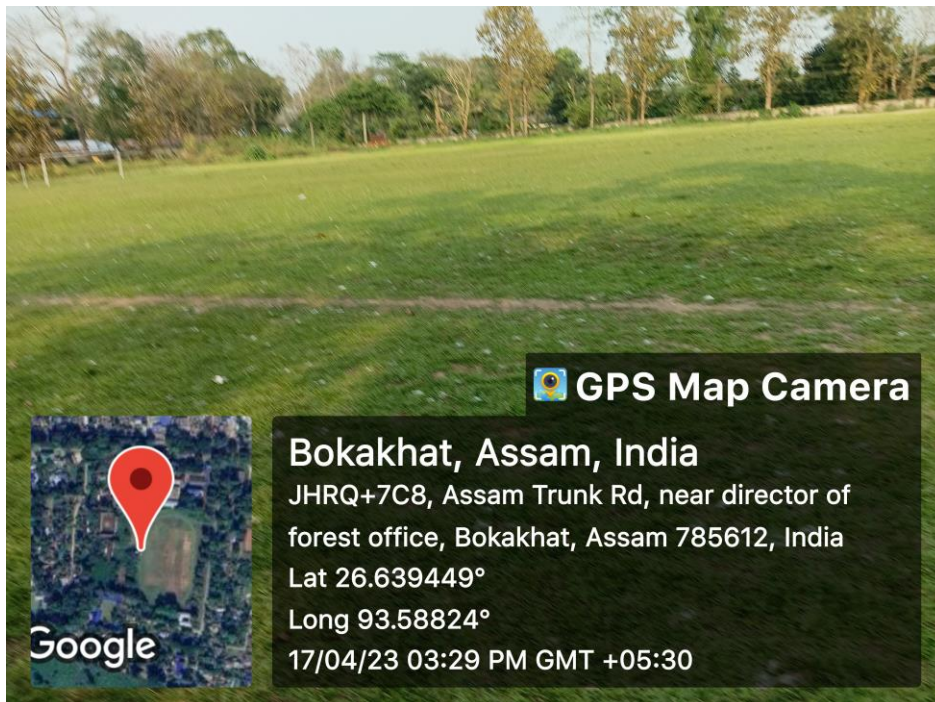 GPS Map Camera
Bokakhat, Assam, India
JHRQ+7C8, Assam Trunk Rd, near director of
forest office, Bokakhat, Assam 785612, India
Lat 26.639449°
Long 93.58824°
17/04/23 03:29 PM GMT +05:30
Google